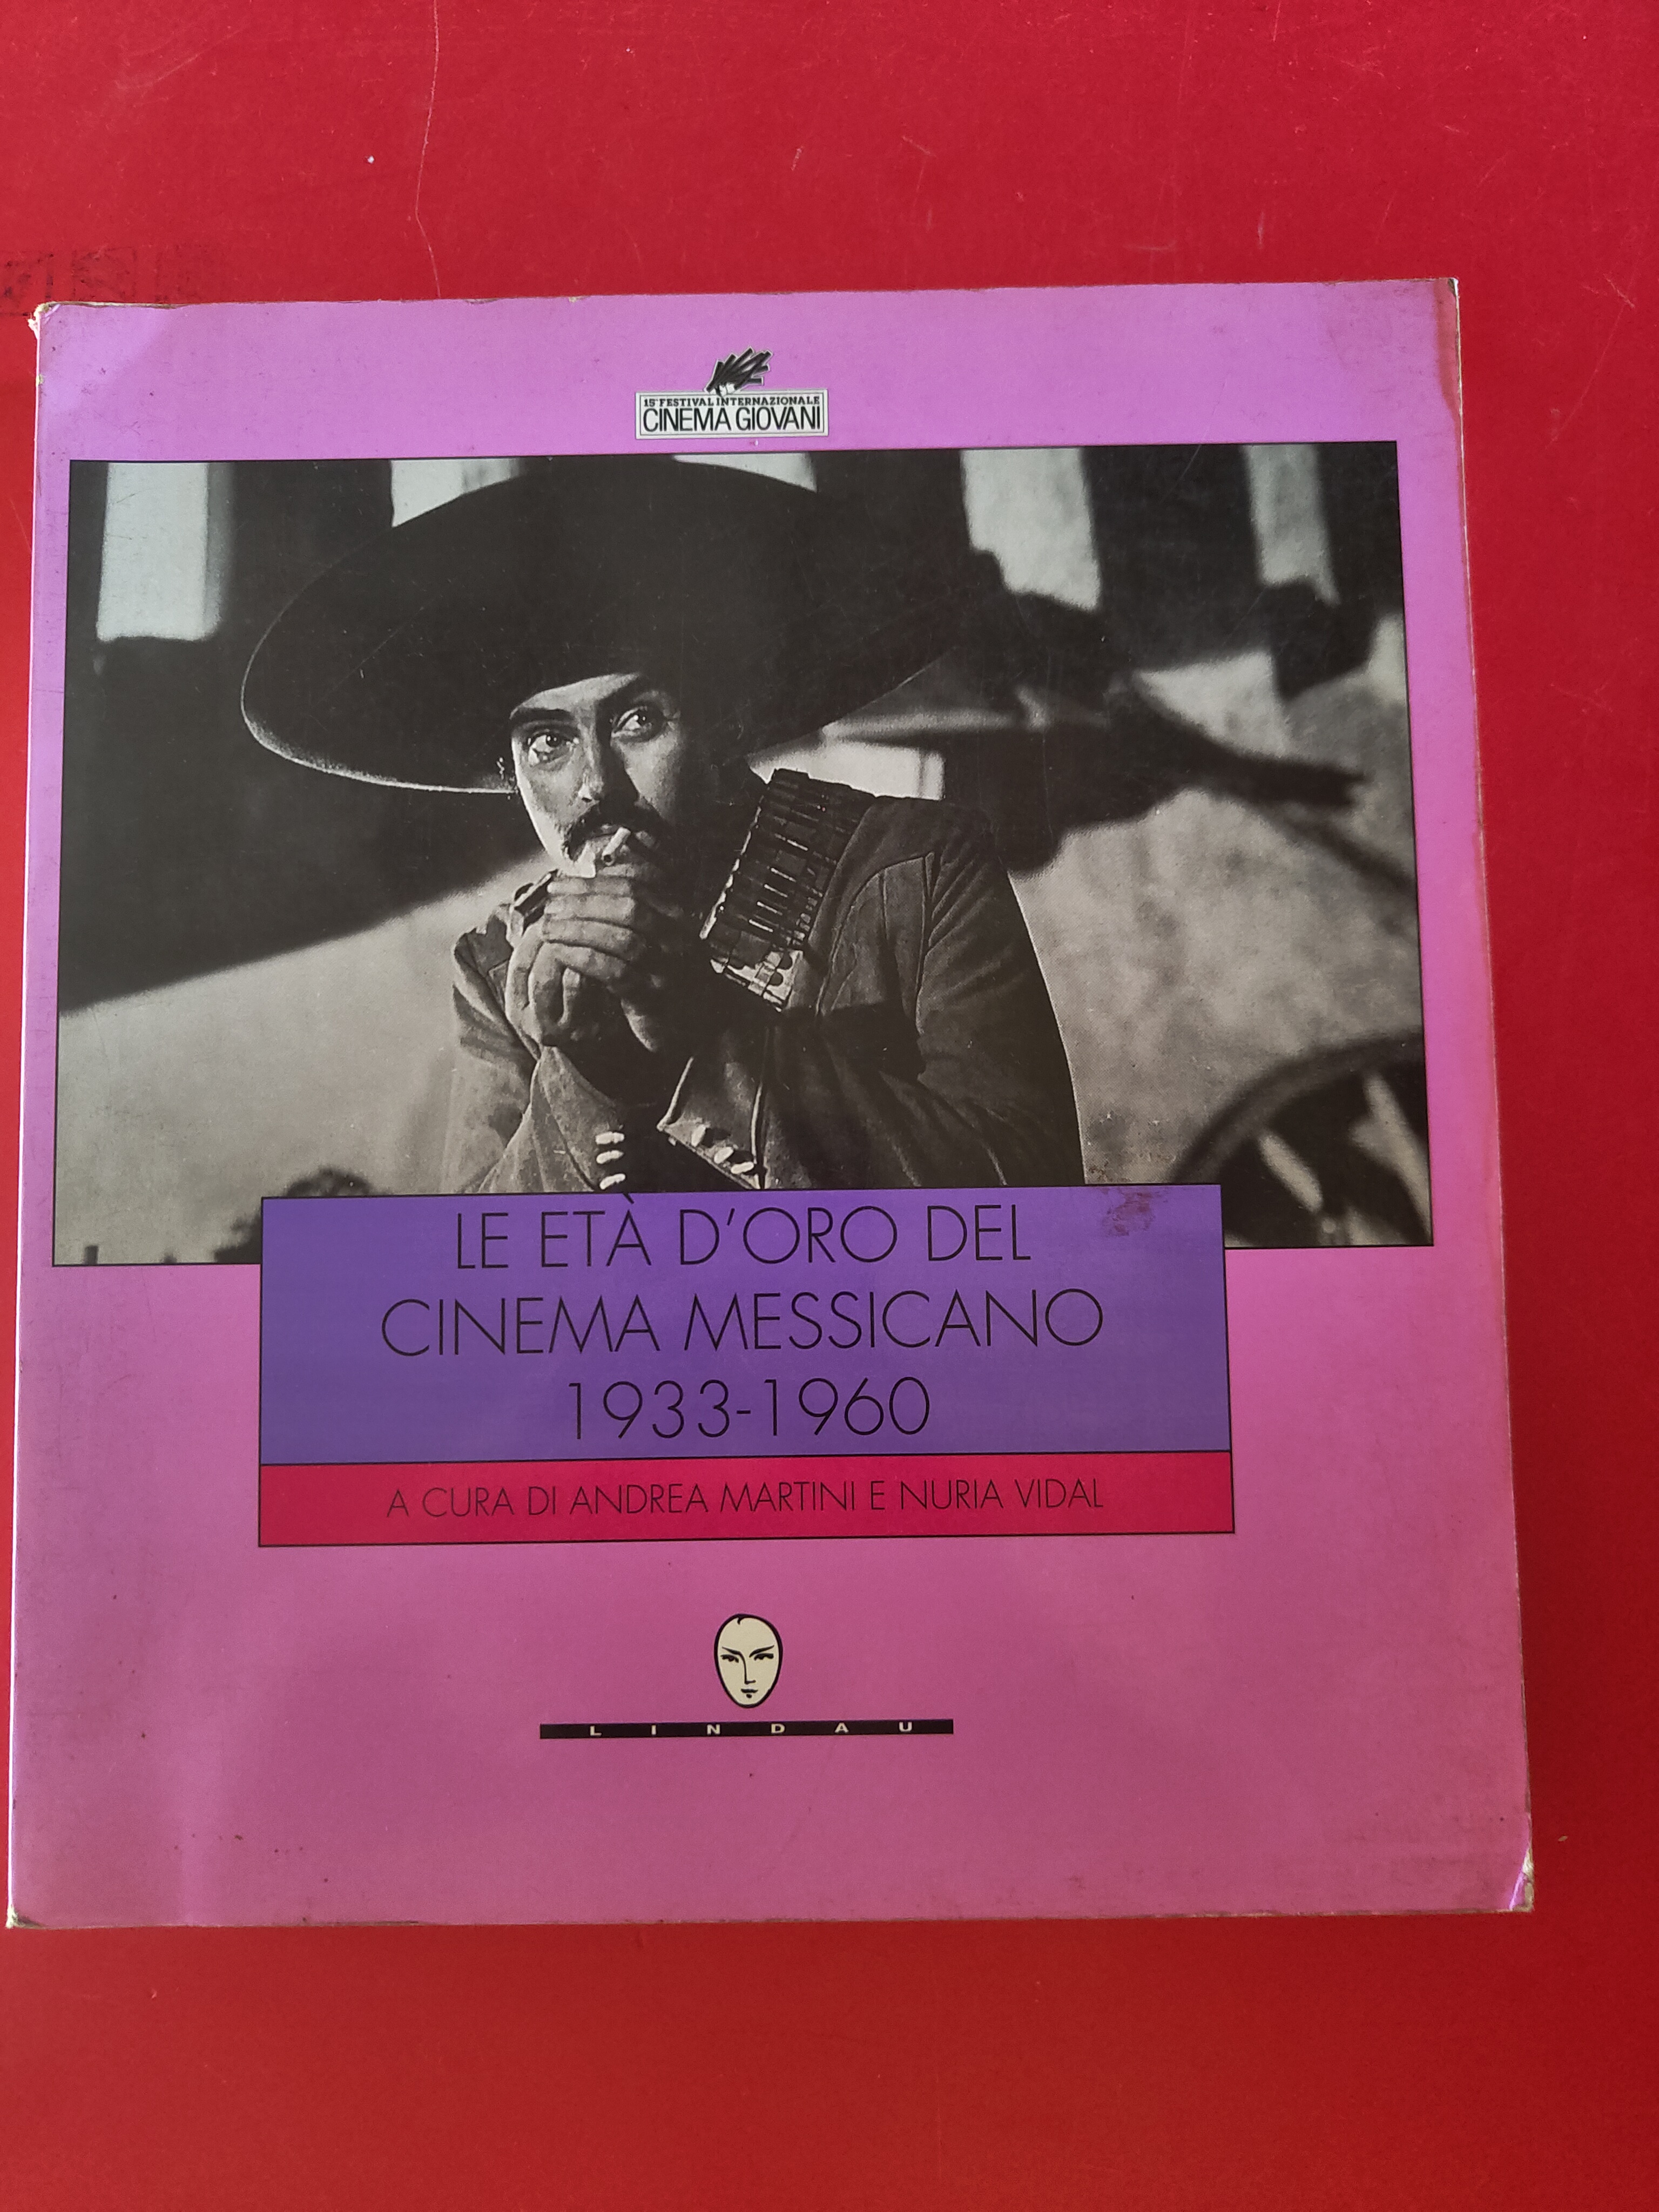 15° FESTIVAL INTERNAZIONALE
CINEMA GIOVANI
LE ETÀ D'ORO DEL
CINEMA MESSICANO
1933-1960
A CURA DI ANDREA MARTINI E NURIA VIDAL
LINDAU